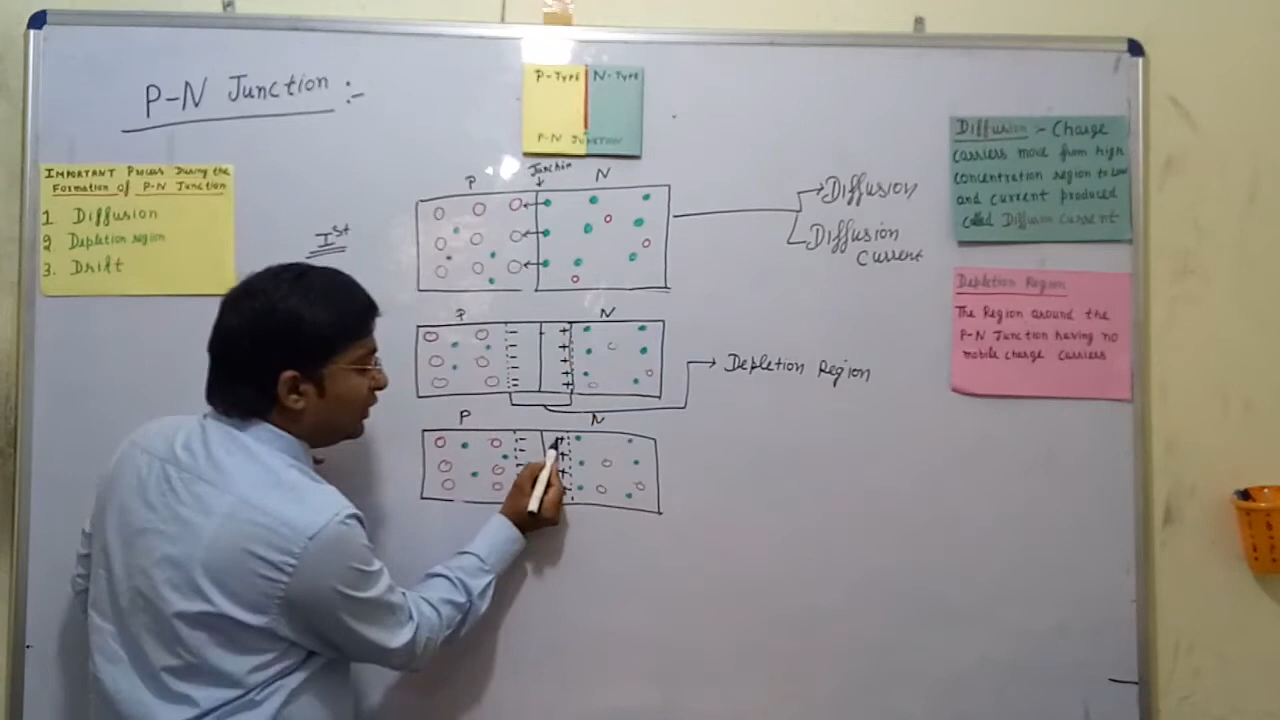 P-N Junction :-
P-TYPE N-TYPE
P-N JUNCTION
IMPORTANT Process During the
Formation of P-N Junction
1 Diffusion
2 Depletion region
3. Drift
Ist
P Junction N
Diffusion
Diffusion
Current
P N
Depletion Region
P N
Diffusion :- Charge
carriers move from high
concentration region to low
and current produced
called Diffusion current
Depletion Region
The Region around the
P-N Junction having no
mobile charge carriers